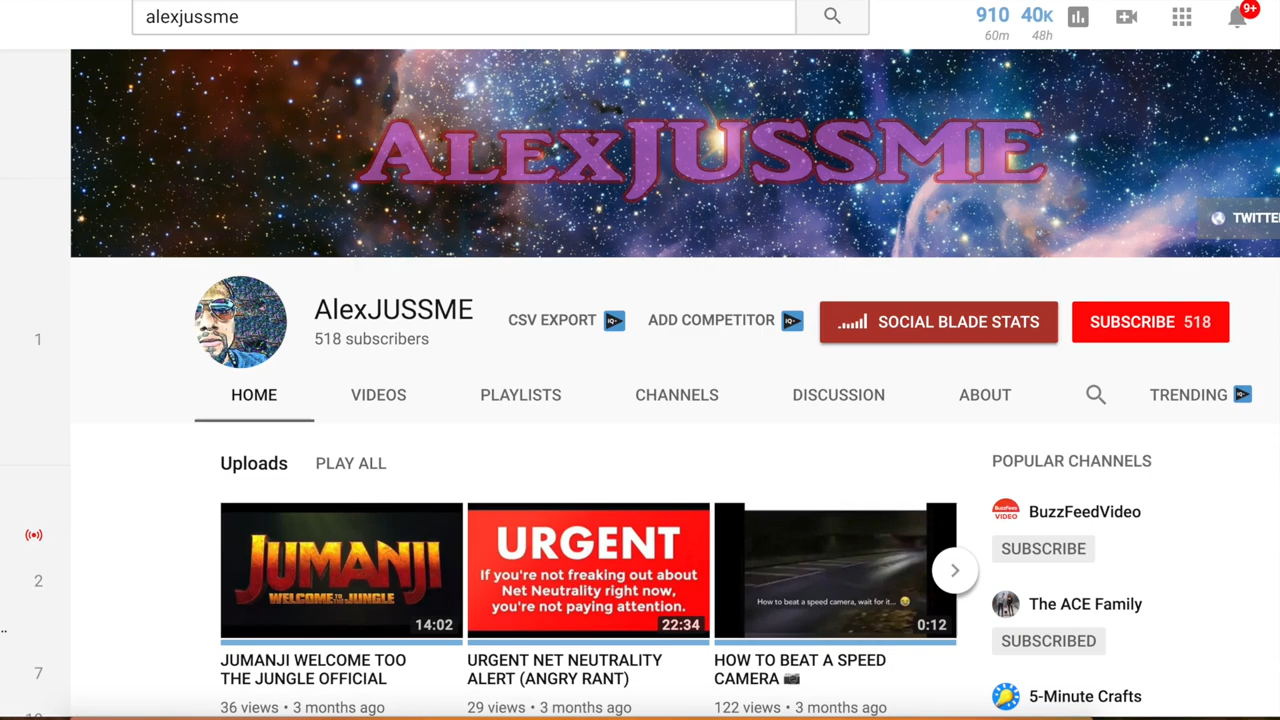 alexjussme
910 40K
60m 48h
9+
ALEXJUSSME
TWITTE
AlexJUSSME
518 subscribers
CSV EXPORT IQ+
ADD COMPETITOR IQ+
SOCIAL BLADE STATS
SUBSCRIBE 518
HOME VIDEOS PLAYLISTS CHANNELS DISCUSSION ABOUT TRENDING
1
2
..
7
Uploads PLAY ALL
JUMANJI
WELCOME TO THE JUNGLE
14:02
JUMANJI WELCOME TOO
THE JUNGLE OFFICIAL
36 views • 3 months ago
URGENT
If you're not freaking out about
Net Neutrality right now,
you're not paying attention.
22:34
URGENT NET NEUTRALITY
ALERT (ANGRY RANT)
29 views • 3 months ago
How to beat a speed camera, wait for it... 😂
0:12
HOW TO BEAT A SPEED
CAMERA 📷
122 views • 3 months ago
POPULAR CHANNELS
BuzzFeed
VIDEO
BuzzFeedVideo
SUBSCRIBE
The ACE Family
SUBSCRIBED
5-Minute Crafts